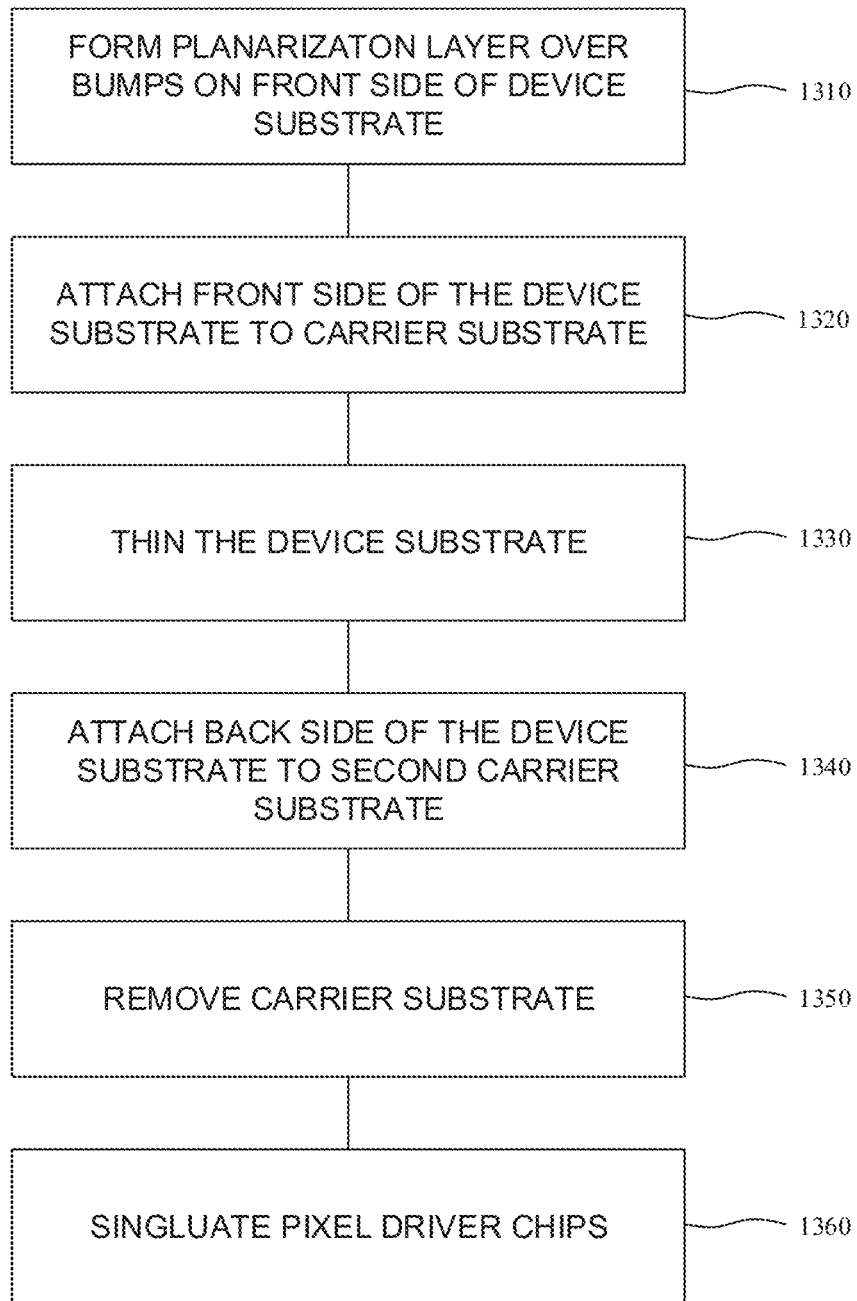 FORM PLANARIZATON LAYER OVER
BUMPS ON FRONT SIDE OF DEVICE
SUBSTRATE
1310
ATTACH FRONT SIDE OF THE DEVICE
SUBSTRATE TO CARRIER SUBSTRATE
1320
THIN THE DEVICE SUBSTRATE
1330
ATTACH BACK SIDE OF THE DEVICE
SUBSTRATE TO SECOND CARRIER
SUBSTRATE
1340
REMOVE CARRIER SUBSTRATE
1350
SINGLUATE PIXEL DRIVER CHIPS
1360